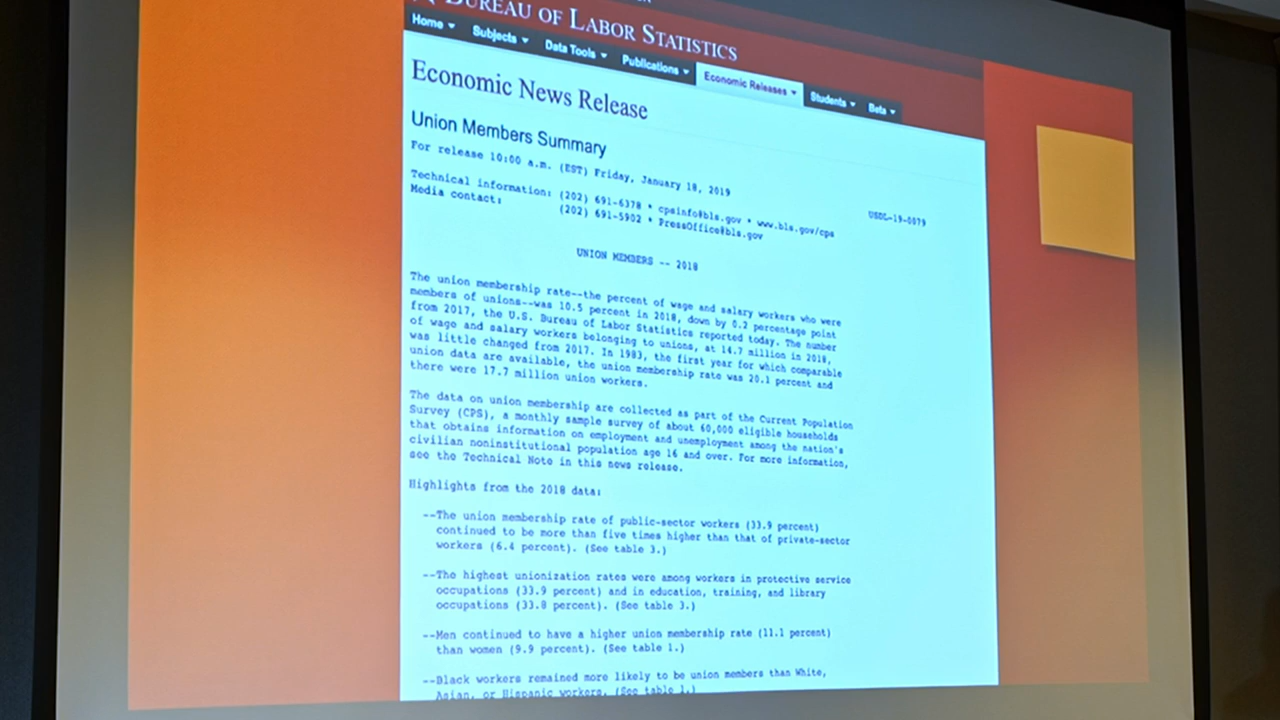 BUREAU OF LABOR STATISTICS
Home Subjects Data Tools Publications Economic Releases Students Beta
Economic News Release
Union Members Summary
For release 10:00 a.m. (EST) Friday, January 18, 2019
USDL-19-0079
Technical information: (202) 691-6378 * cpsinfo@bls.gov * www.bls.gov/cps
Media contact: (202) 691-5902 * PressOffice@bls.gov
UNION MEMBERS -- 2018
The union membership rate--the percent of wage and salary workers who were
members of unions--was 10.5 percent in 2018, down by 0.2 percentage point
from 2017, the U.S. Bureau of Labor Statistics reported today. The number
of wage and salary workers belonging to unions, at 14.7 million in 2018,
was little changed from 2017. In 1983, the first year for which comparable
union data are available, the union membership rate was 20.1 percent and
there were 17.7 million union workers.
The data on union membership are collected as part of the Current Population
Survey (CPS), a monthly sample survey of about 60,000 eligible households
that obtains information on employment and unemployment among the nation's
civilian noninstitutional population age 16 and over. For more information,
see the Technical Note in this news release.
Highlights from the 2018 data:
--The union membership rate of public-sector workers (33.9 percent)
continued to be more than five times higher than that of private-sector
workers (6.4 percent). (See table 3.)
--The highest unionization rates were among workers in protective service
occupations (33.9 percent) and in education, training, and library
occupations (33.8 percent). (See table 3.)
--Men continued to have a higher union membership rate (11.1 percent)
than women (9.9 percent). (See table 1.)
--Black workers remained more likely to be union members than White,
Asian, or Hispanic workers. (See table 1.)